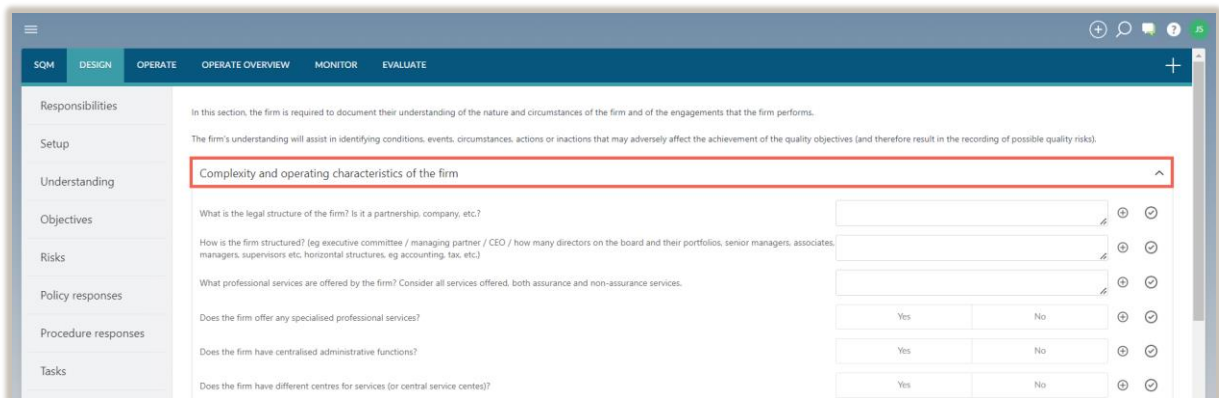 JS
SQM DESIGN OPERATE OPERATE OVERVIEW MONITOR EVALUATE
Responsibilities
Setup
Understanding
Objectives
Risks
Policy responses
Procedure responses
Tasks
In this section, the firm is required to document their understanding of the nature and circumstances of the firm and of the engagements that the firm performs.
The firm's understanding will assist in identifying conditions, events, circumstances, actions or inactions that may adversely affect the achievement of the quality objectives (and therefore result in the recording of possible quality risks).
Complexity and operating characteristics of the firm
What is the legal structure of the firm? Is it a partnership, company, etc.?
How is the firm structured? (eg executive committee / managing partner / CEO / how many directors on the board and their portfolios, senior managers, associates,
managers, supervisors etc, horizontal structures, eg accounting, tax, etc.)
What professional services are offered by the firm? Consider all services offered, both assurance and non-assurance services.
Does the firm offer any specialised professional services? Yes No
Does the firm have centralised administrative functions? Yes No
Does the firm have different centres for services (or central service centes)? Yes No